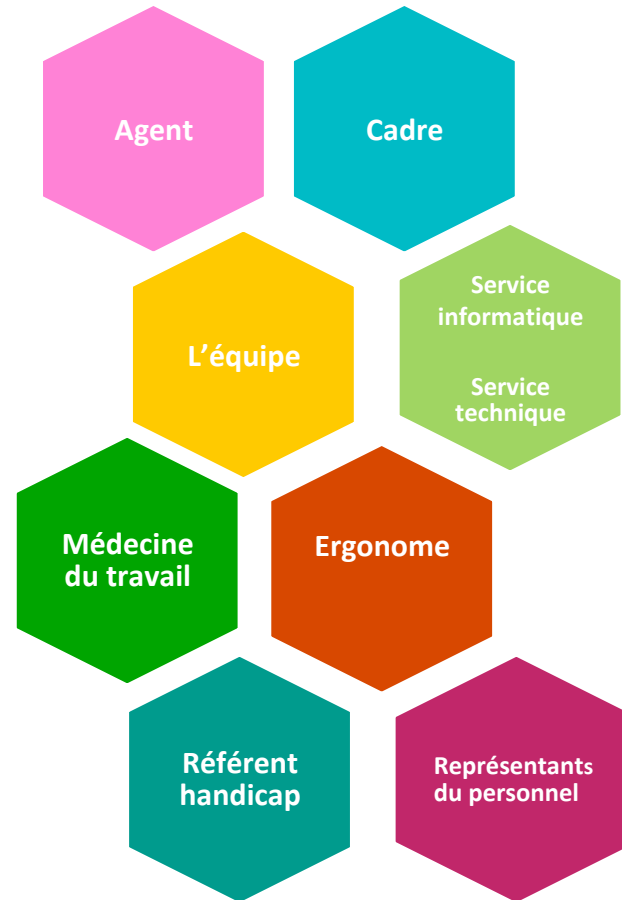 Agent
Cadre
L’équipe
Service
informatique
Service
technique
Médecine
du travail
Ergonome
Référent
handicap
Représentants
du personnel